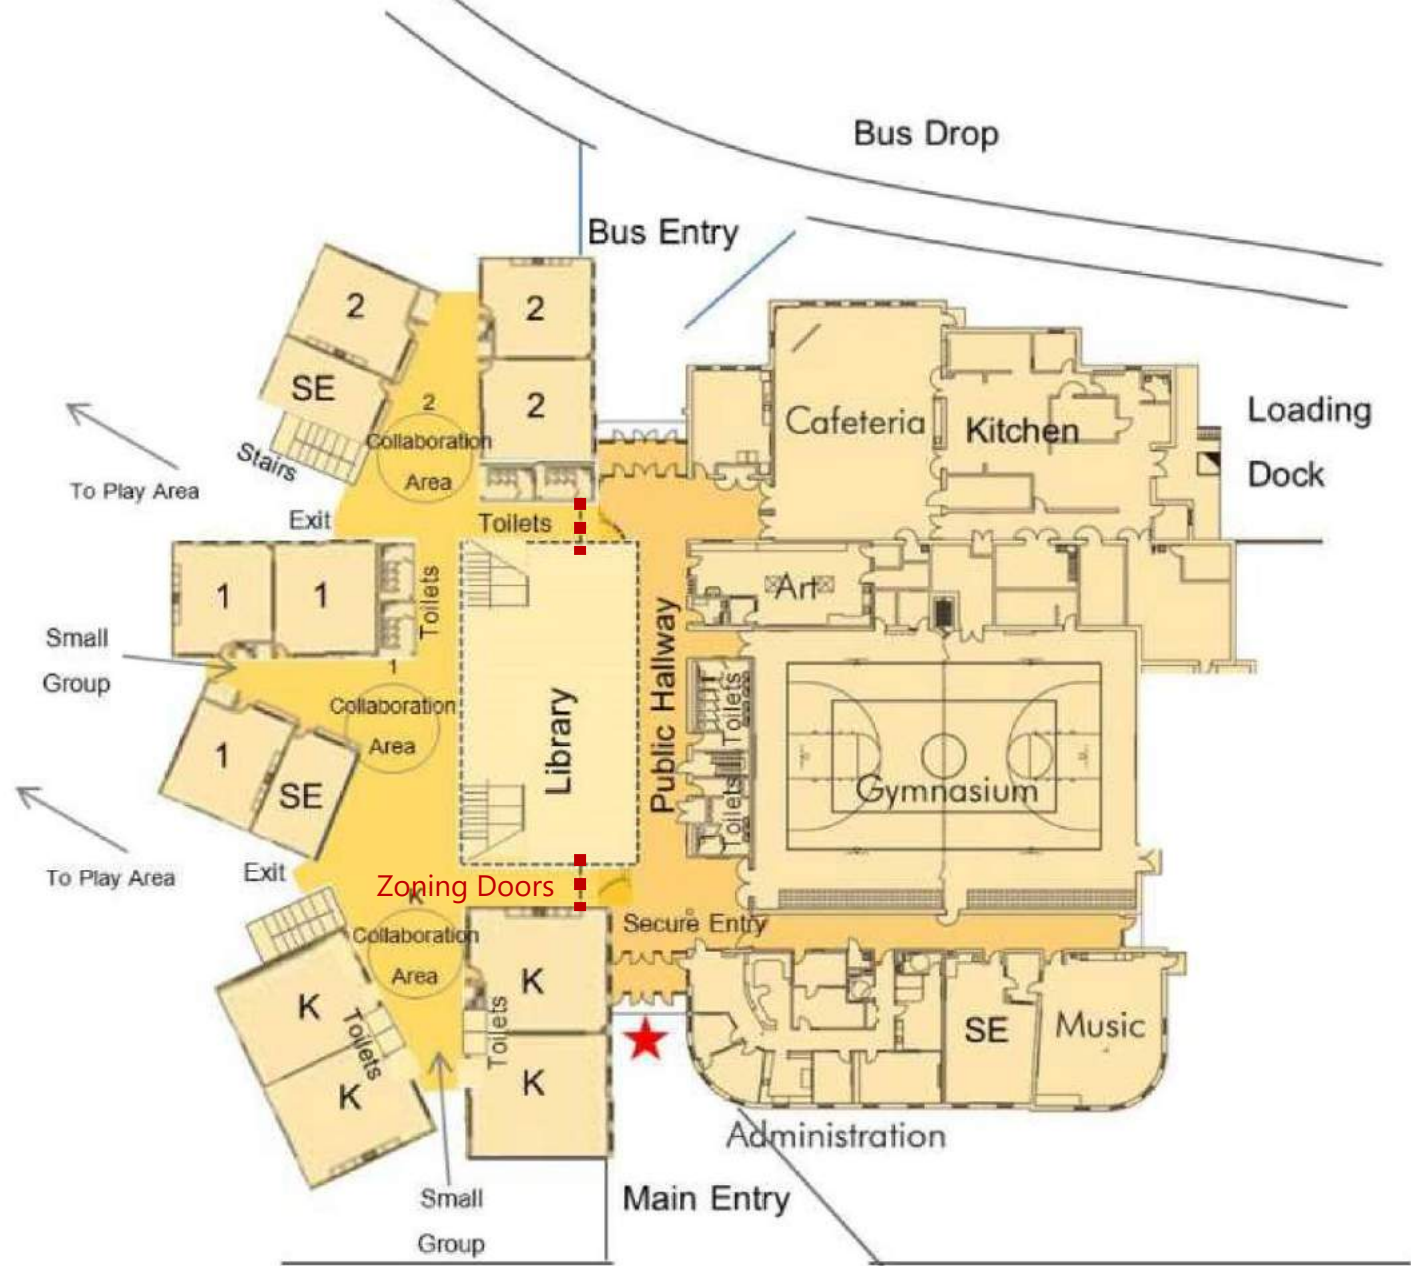 Bus Drop
Bus Entry
2
2
SE
2
2
Collaboration
Area
Stairs
To Play Area
Exit
Toilets
Cafeteria
Kitchen
Loading
Dock
1
1
Toilets
Art
Small
Group
1
Collaboration
Area
1
SE
Library
Public Hallway
Toilets
Toilets
Gymnasium
To Play Area
Exit
Zoning Doors
K
Collaboration
Area
Secure Entry
K
Toilets
K
K
Toilets
K
SE
Music
Administration
Small
Group
Main Entry